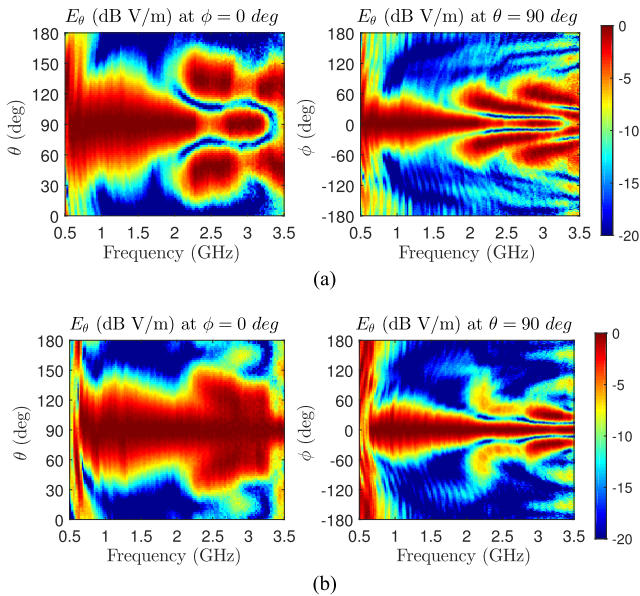 E_θ (dB V/m) at ϕ = 0 deg
E_θ (dB V/m) at θ = 90 deg
180
150
120
90
60
30
0
θ (deg)
0.5 1 1.5 2 2.5 3 3.5
Frequency (GHz)
180
120
60
0
-60
-120
-180
ϕ (deg)
0.5 1 1.5 2 2.5 3 3.5
Frequency (GHz)
0
-5
-10
-15
-20
(a)
E_θ (dB V/m) at ϕ = 0 deg
E_θ (dB V/m) at θ = 90 deg
180
150
120
90
60
30
0
θ (deg)
0.5 1 1.5 2 2.5 3 3.5
Frequency (GHz)
180
120
60
0
-60
-120
-180
ϕ (deg)
0.5 1 1.5 2 2.5 3 3.5
Frequency (GHz)
0
-5
-10
-15
-20
(b)